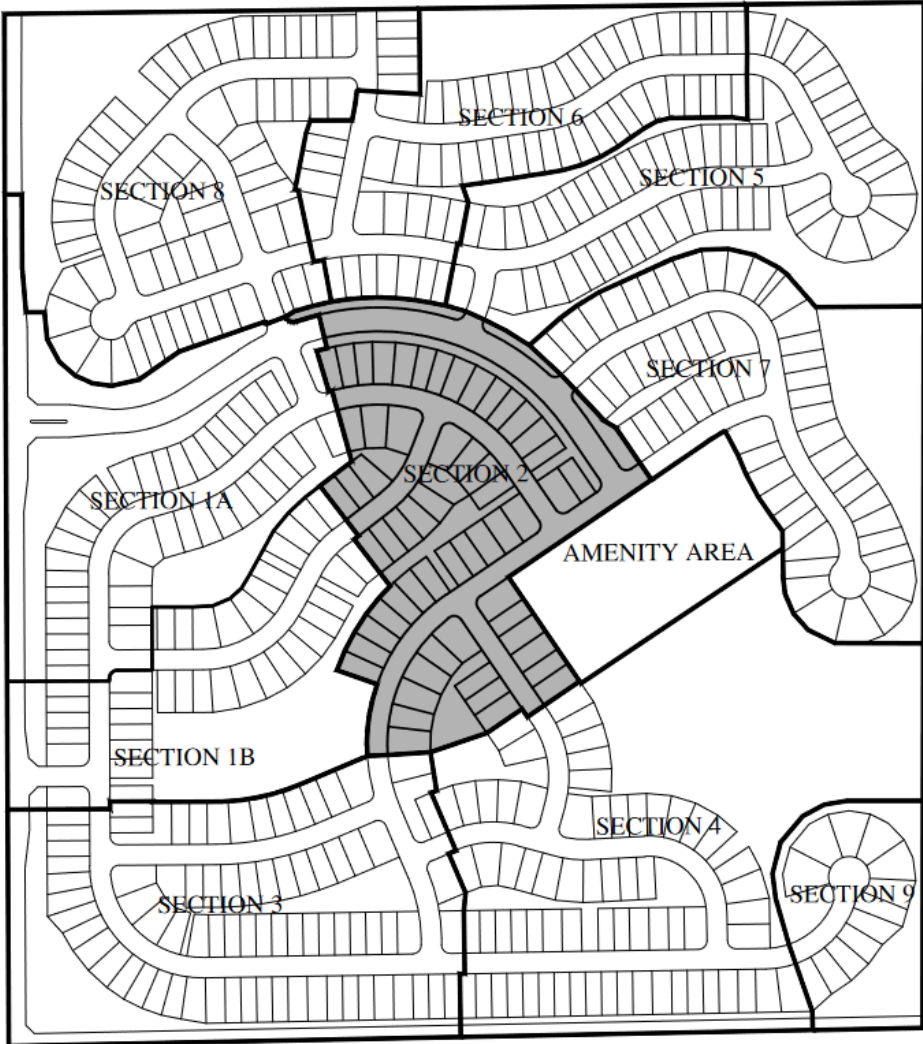 SECTION 6
SECTION 5
SECTION 8
SECTION 7
SECTION 2
SECTION 1A
AMENITY AREA
SECTION 1B
SECTION 4
SECTION 3
SECTION 9